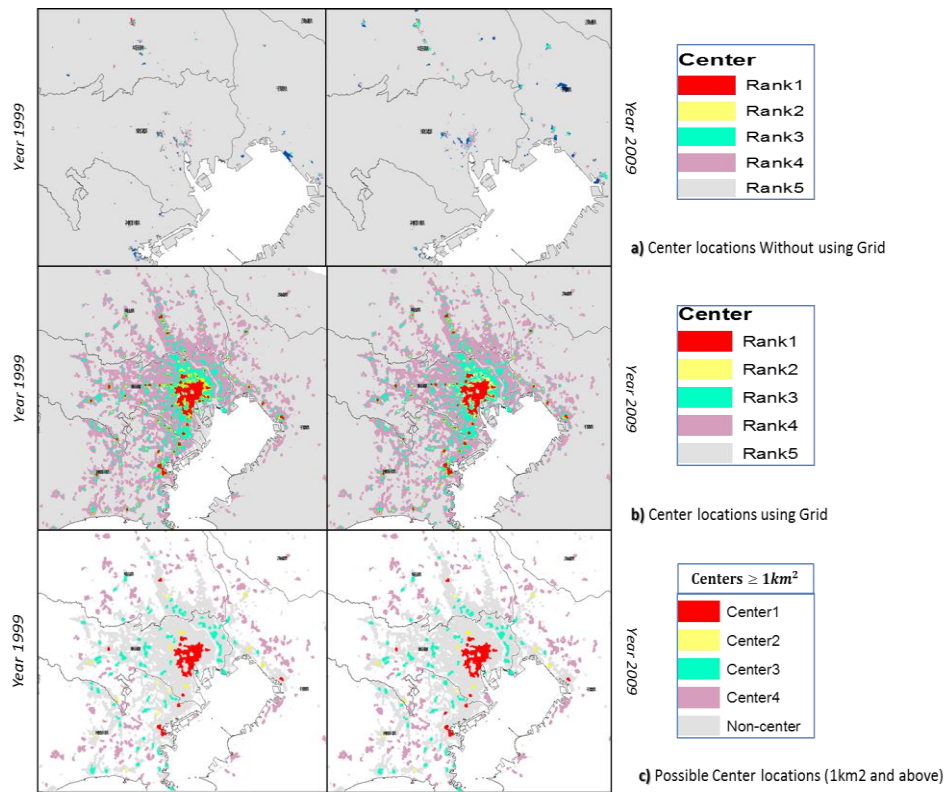 Year 1999
Year 2009
Center
Rank1
Rank2
Rank3
Rank4
Rank5
a) Center locations Without using Grid
Year 1999
Year 2009
Center
Rank1
Rank2
Rank3
Rank4
Rank5
b) Center locations using Grid
Year 1999
Year 2009
Centers ≥ 1km²
Center1
Center2
Center3
Center4
Non-center
c) Possible Center locations (1km2 and above)